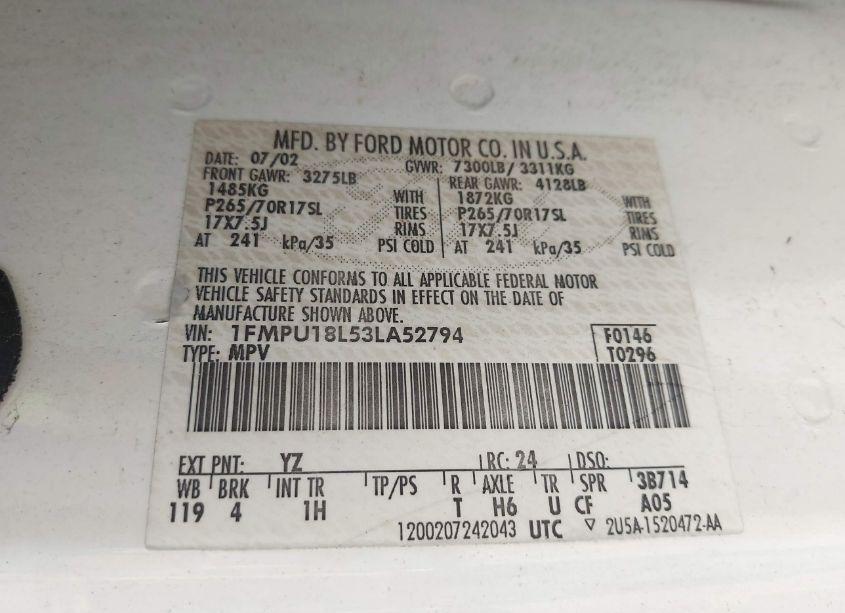 MFD. BY FORD MOTOR CO. IN U.S.A.
DATE: 07/02 GVWR: 7300LB/ 3311KG
FRONT GAWR: 3275LB REAR GAWR: 4128LB
1485KG WITH 1872KG WITH
P265/70R17SL TIRES P265/70R17SL TIRES
17X7.5J RIMS 17X7.5J RIMS
AT 241 kPa/35 PSI COLD AT 241 kPa/35 PSI COLD
THIS VEHICLE CONFORMS TO ALL APPLICABLE FEDERAL MOTOR
VEHICLE SAFETY STANDARDS IN EFFECT ON THE DATE OF
MANUFACTURE SHOWN ABOVE.
VIN: 1FMPU18L53LA52794 F0146
TYPE: MPV T0296
EXT PNT: YZ RC: 24 DSO:
WB BRK INT TR TP/PS R AXLE TR SPR 3B714
119 4 1H T H6 U CF A05
1200207242043 UTC ▽ 2U5A-1520472-AA